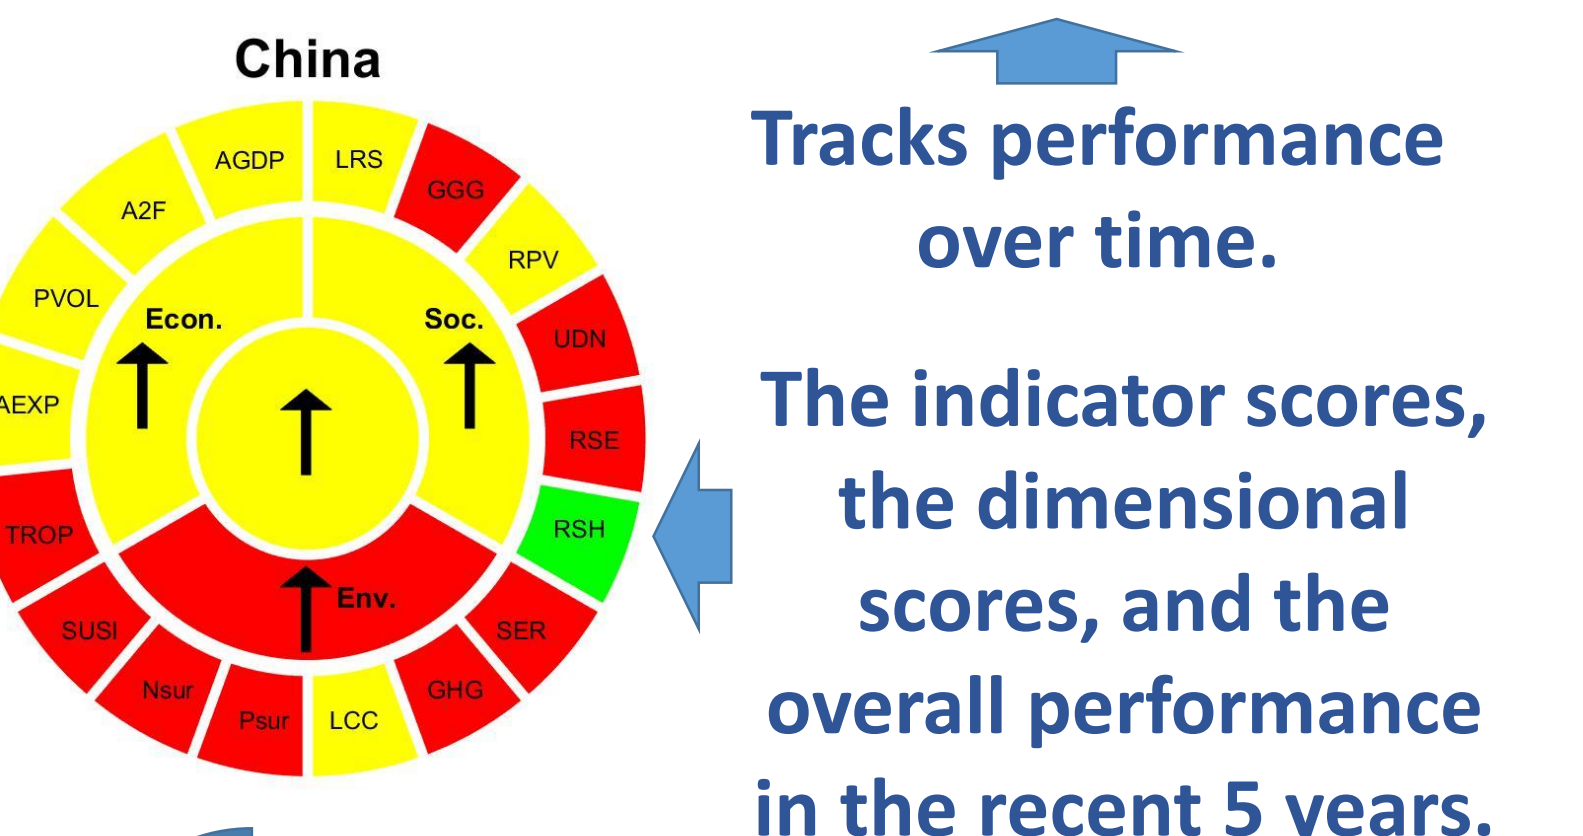 China
AGDP
LRS
GGG
A2F
RPV
PVOL
Econ.
Soc.
UDN
AEXP
RSE
TROP
RSH
Env.
SUSI
SER
Nsur
GHG
Psur
LCC
Tracks performance
over time.
The indicator scores,
the dimensional
scores, and the
overall performance
in the recent 5 years.